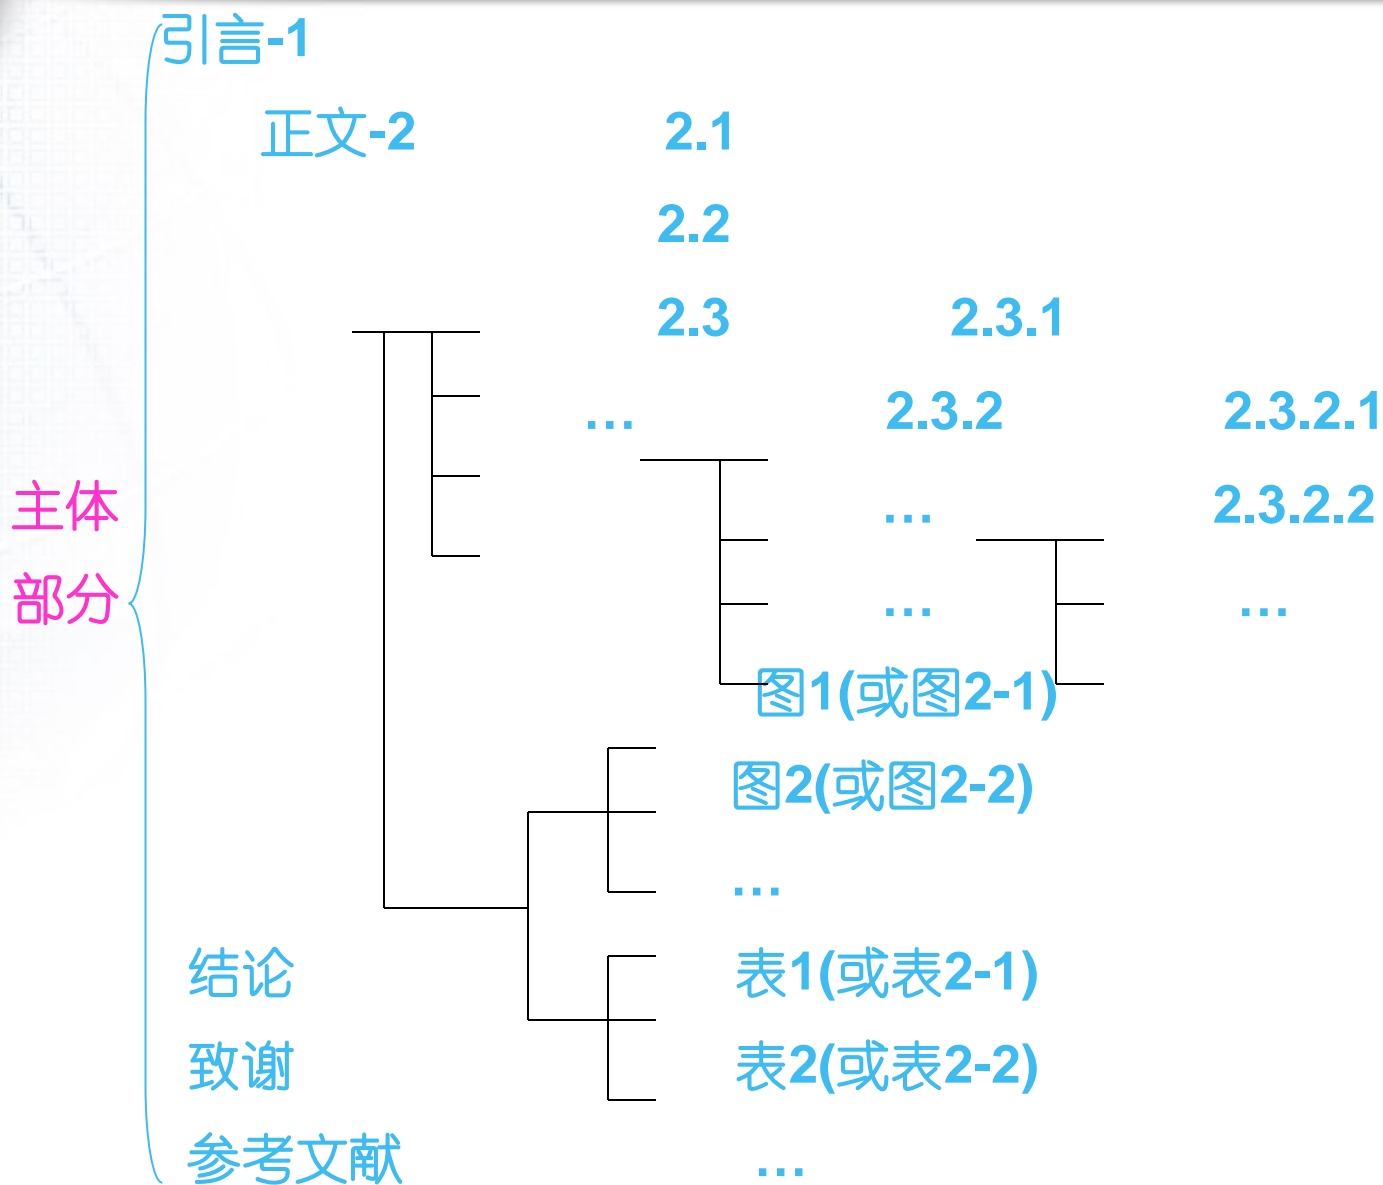 引言-1
正文-2 2.1
2.2
2.3 2.3.1
… 2.3.2 2.3.2.1
主体 … 2.3.2.2
部分 … …
图1(或图2-1)
图2(或图2-2)
…
结论 表1(或表2-1)
致谢 表2(或表2-2)
参考文献 …